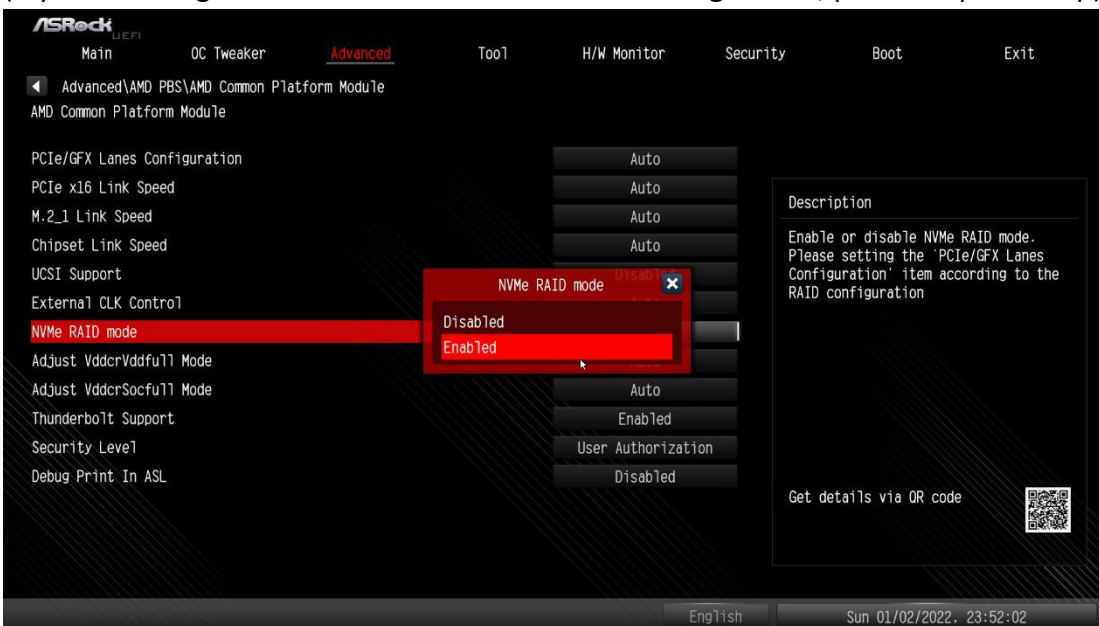 ASRock UEFI
Main OC Tweaker Advanced Tool H/W Monitor Security Boot Exit
Advanced\AMD PBS\AMD Common Platform Module
AMD Common Platform Module
PCIe/GFX Lanes Configuration Auto
PCIe x16 Link Speed Auto
M.2_1 Link Speed Auto
Chipset Link Speed Auto
UCSI Support Disabled
External CLK Control
NVMe RAID mode
Adjust VddcrVddfull Mode
Adjust VddcrSocfull Mode Auto
Thunderbolt Support Enabled
Security Level User Authorization
Debug Print In ASL Disabled
NVMe RAID mode
Disabled
Enabled
Description
Enable or disable NVMe RAID mode.
Please setting the 'PCIe/GFX Lanes
Configuration' item according to the
RAID configuration
Get details via QR code
English Sun 01/02/2022, 23:52:02